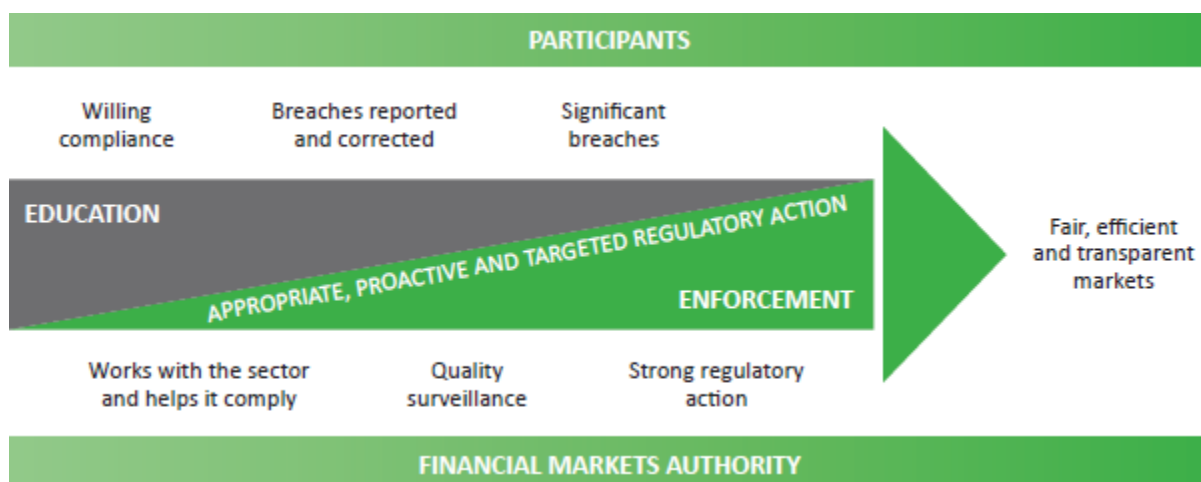 PARTICIPANTS
Willing
compliance
Breaches reported
and corrected
Significant
breaches
EDUCATION
APPROPRIATE, PROACTIVE AND TARGETED REGULATORY ACTION
ENFORCEMENT
Fair, efficient
and transparent
markets
Works with the sector
and helps it comply
Quality
surveillance
Strong regulatory
action
FINANCIAL MARKETS AUTHORITY